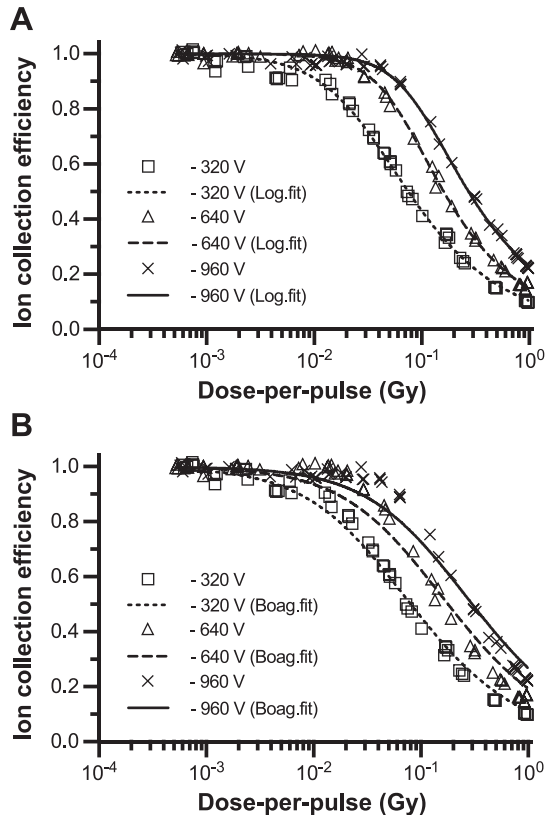 A
Ion collection efficiency
1.0
0.8
0.6
0.4
0.2
0.0
- 320 V
- 320 V (Log.fit)
- 640 V
- 640 V (Log.fit)
- 960 V
- 960 V (Log.fit)
10⁻⁴ 10⁻³ 10⁻² 10⁻¹ 10⁰
Dose-per-pulse (Gy)
B
Ion collection efficiency
1.0
0.8
0.6
0.4
0.2
0.0
- 320 V
- 320 V (Boag.fit)
- 640 V
- 640 V (Boag.fit)
- 960 V
- 960 V (Boag.fit)
10⁻⁴ 10⁻³ 10⁻² 10⁻¹ 10⁰
Dose-per-pulse (Gy)